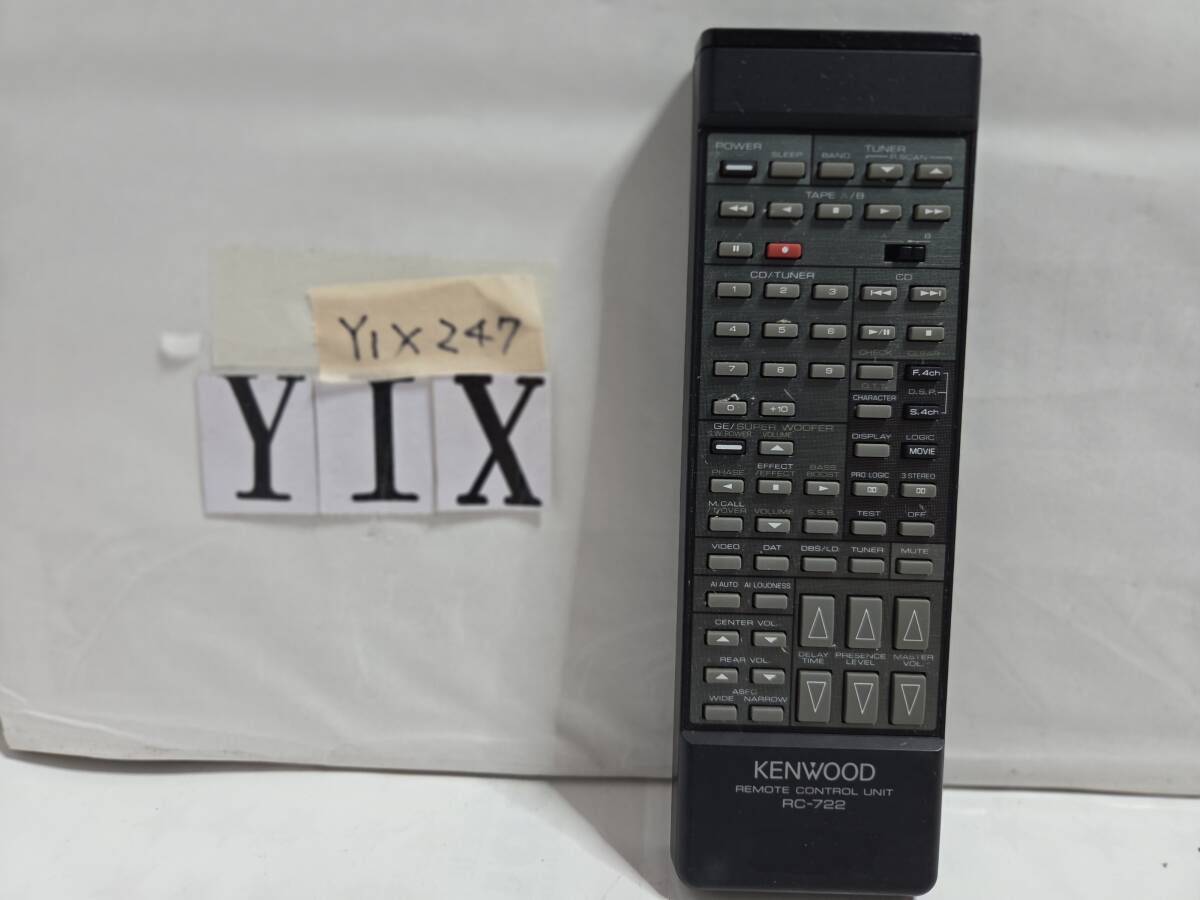 YIX247
YIX
POWER
SLEEP
BAND
TUNER
P.SCAN
TAPE A/B
A B
CD/TUNER
CD
1 2 3
4 5 6
7 8 9
0 +10
CHECK CLEAR
F.4ch
D.S.P.
CHARACTER
S.4ch
GE/SUPER WOOFER
S.W.POWER VOLUME
DISPLAY
LOGIC
MOVIE
PHASE
EFFECT
/EFFECT
BASS
BOOST
PRO LOGIC
3 STEREO
M.CALL
VOLUME
S.S.B.
TEST
OFF
VIDEO DAT DBS/LD TUNER MUTE
AI AUTO AI LOUDNESS
CENTER VOL.
DELAY
TIME
PRESENCE
LEVEL
MASTER
VOL.
REAR VOL.
WIDE NARROW
KENWOOD
REMOTE CONTROL UNIT
RC-722